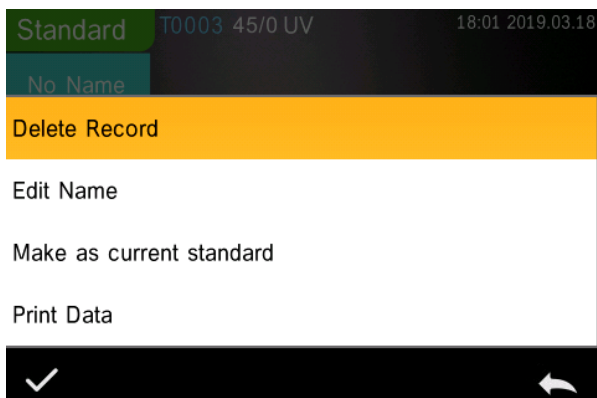 Standard T0003 45/0 UV 18:01 2019.03.18
No Name
Delete Record
Edit Name
Make as current standard
Print Data